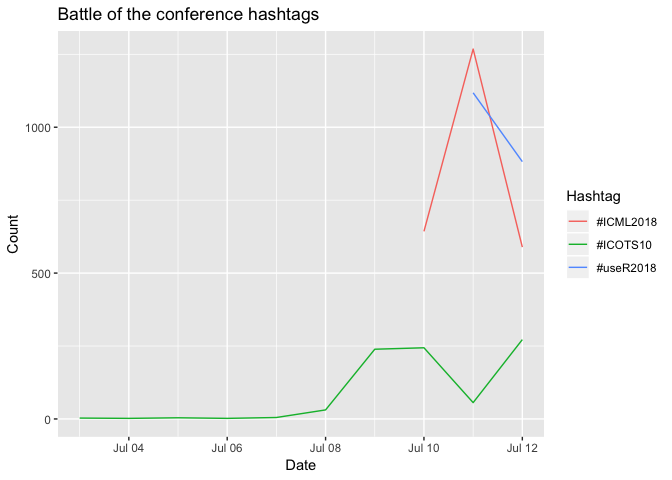 Battle of the conference hashtags
Count
1000
500
0
Jul 04
Jul 06
Jul 08
Jul 10
Jul 12
Date
Hashtag
#ICML2018
#ICOTS10
#useR2018